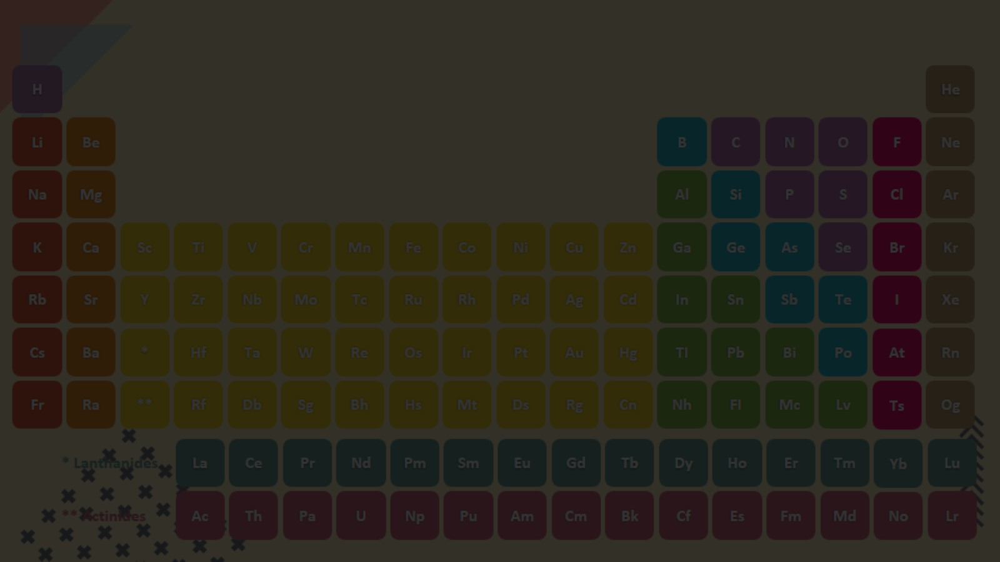 H He
Li Be B C N O F Ne
Na Mg Al Si P S Cl Ar
K Ca Sc Ti V Cr Mn Fe Co Ni Cu Zn Ga Ge As Se Br Kr
Rb Sr Y Zr Nb Mo Tc Ru Rh Pd Ag Cd In Sn Sb Te I Xe
Cs Ba * Hf Ta W Re Os Ir Pt Au Hg Tl Pb Bi Po At Rn
Fr Ra ** Rf Db Sg Bh Hs Mt Ds Rg Cn Nh Fl Mc Lv Ts Og
* Lanthanides La Ce Pr Nd Pm Sm Eu Gd Tb Dy Ho Er Tm Yb Lu
** Actinides Ac Th Pa U Np Pu Am Cm Bk Cf Es Fm Md No Lr